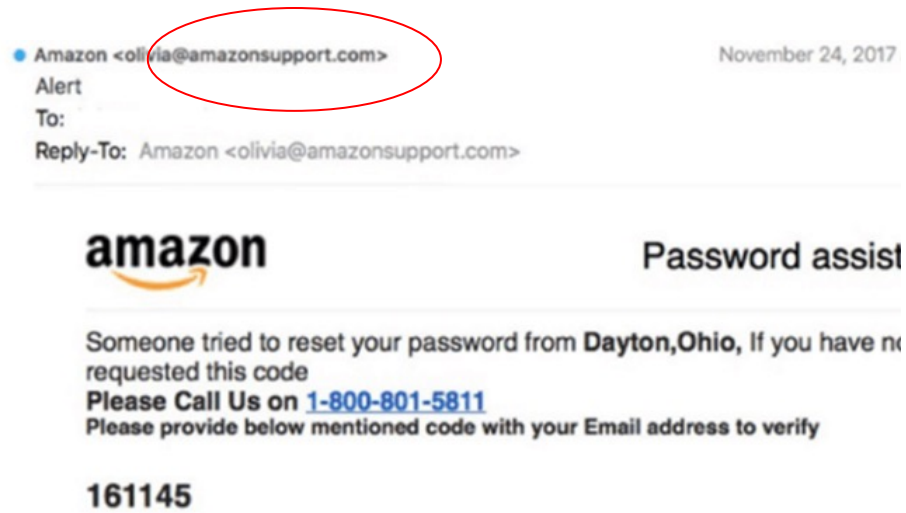 Amazon <olivia@amazonsupport.com>
November 24, 2017
Alert
To:
Reply-To: Amazon <olivia@amazonsupport.com>
amazon
Password assist
Someone tried to reset your password from Dayton,Ohio, If you have no
requested this code
Please Call Us on 1-800-801-5811
Please provide below mentioned code with your Email address to verify
161145